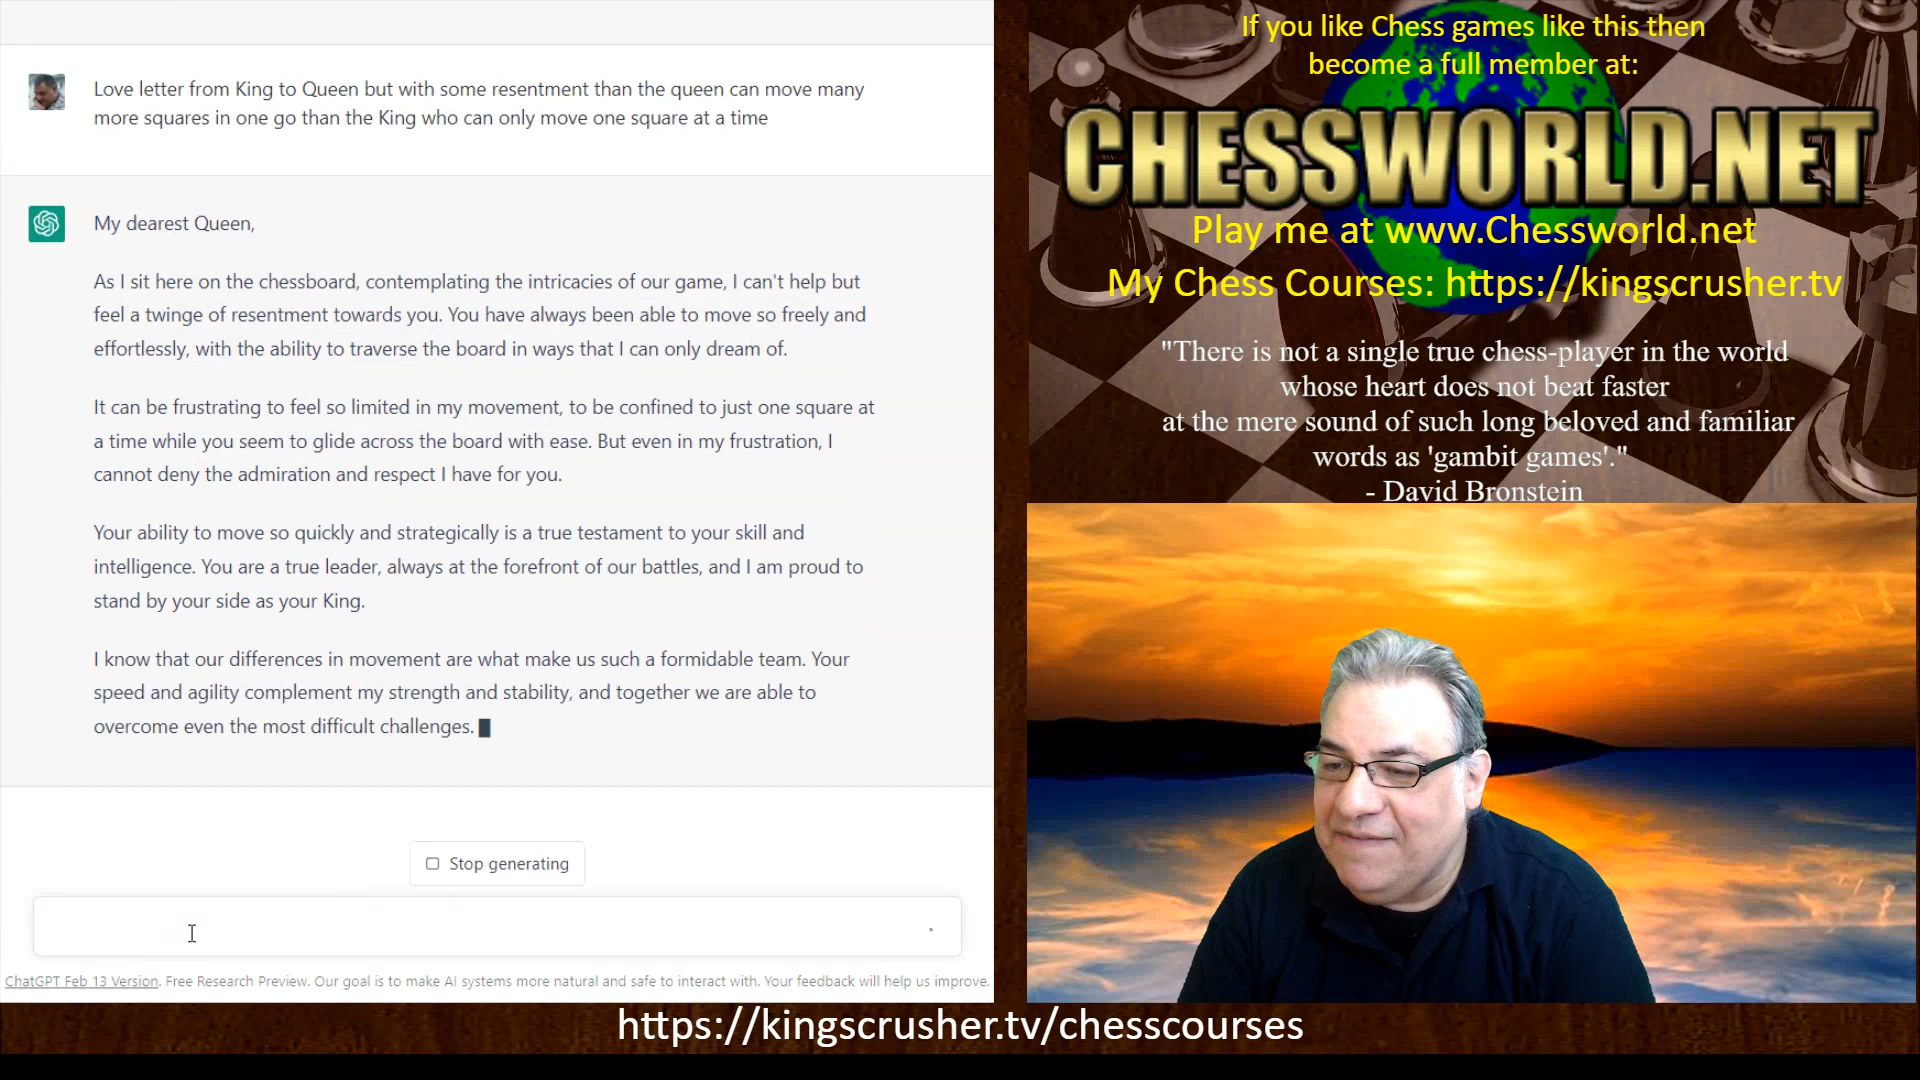 Love letter from King to Queen but with some resentment than the queen can move many
more squares in one go than the King who can only move one square at a time
My dearest Queen,
As I sit here on the chessboard, contemplating the intricacies of our game, I can't help but
feel a twinge of resentment towards you. You have always been able to move so freely and
effortlessly, with the ability to traverse the board in ways that I can only dream of.
It can be frustrating to feel so limited in my movement, to be confined to just one square at
a time while you seem to glide across the board with ease. But even in my frustration, I
cannot deny the admiration and respect I have for you.
Your ability to move so quickly and strategically is a true testament to your skill and
intelligence. You are a true leader, always at the forefront of our battles, and I am proud to
stand by your side as your King.
I know that our differences in movement are what make us such a formidable team. Your
speed and agility complement my strength and stability, and together we are able to
overcome even the most difficult challenges.
Stop generating
ChatGPT Feb 13 Version. Free Research Preview. Our goal is to make AI systems more natural and safe to interact with. Your feedback will help us improve.
If you like Chess games like this then
become a full member at:
CHESSWORLD.NET
Play me at www.Chessworld.net
My Chess Courses: https://kingscrusher.tv
"There is not a single true chess-player in the world
whose heart does not beat faster
at the mere sound of such long beloved and familiar
words as 'gambit games'."
- David Bronstein
https://kingscrusher.tv/chesscourses